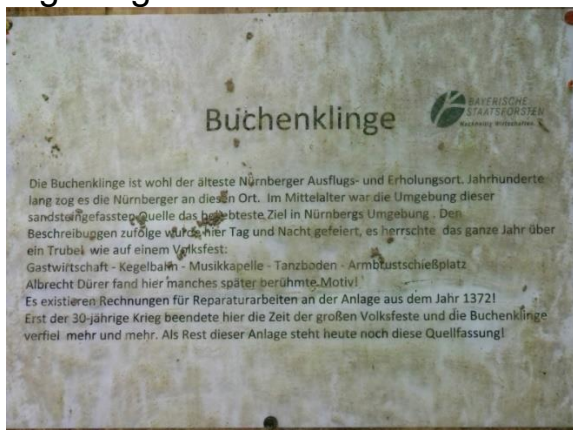 Buchenklinge
BAYERISCHE
STAATSFORSTEN
Nachhaltig Wirtschaften
Die Buchenklinge ist wohl der älteste Nürnberger Ausflugs- und Erholungsort. Jahrhunderte
lang zog es die Nürnberger an diesen Ort. Im Mittelalter war die Umgebung dieser
sandsteingefassten Quelle das beliebteste Ziel in Nürnbergs Umgebung . Den
Beschreibungen zufolge wurde hier Tag und Nacht gefeiert, es herrschte das ganze Jahr über
ein Trubel wie auf einem Volksfest:
Gastwirtschaft - Kegelbahn - Musikkapelle - Tanzboden - Armbrustschießplatz
Albrecht Dürer fand hier manches später berühmte Motiv!
Es existieren Rechnungen für Reparaturarbeiten an der Anlage aus dem Jahr 1372!
Erst der 30-jährige Krieg beendete hier die Zeit der großen Volksfeste und die Buchenklinge
verfiel mehr und mehr. Als Rest dieser Anlage steht heute noch diese Quellfassung!